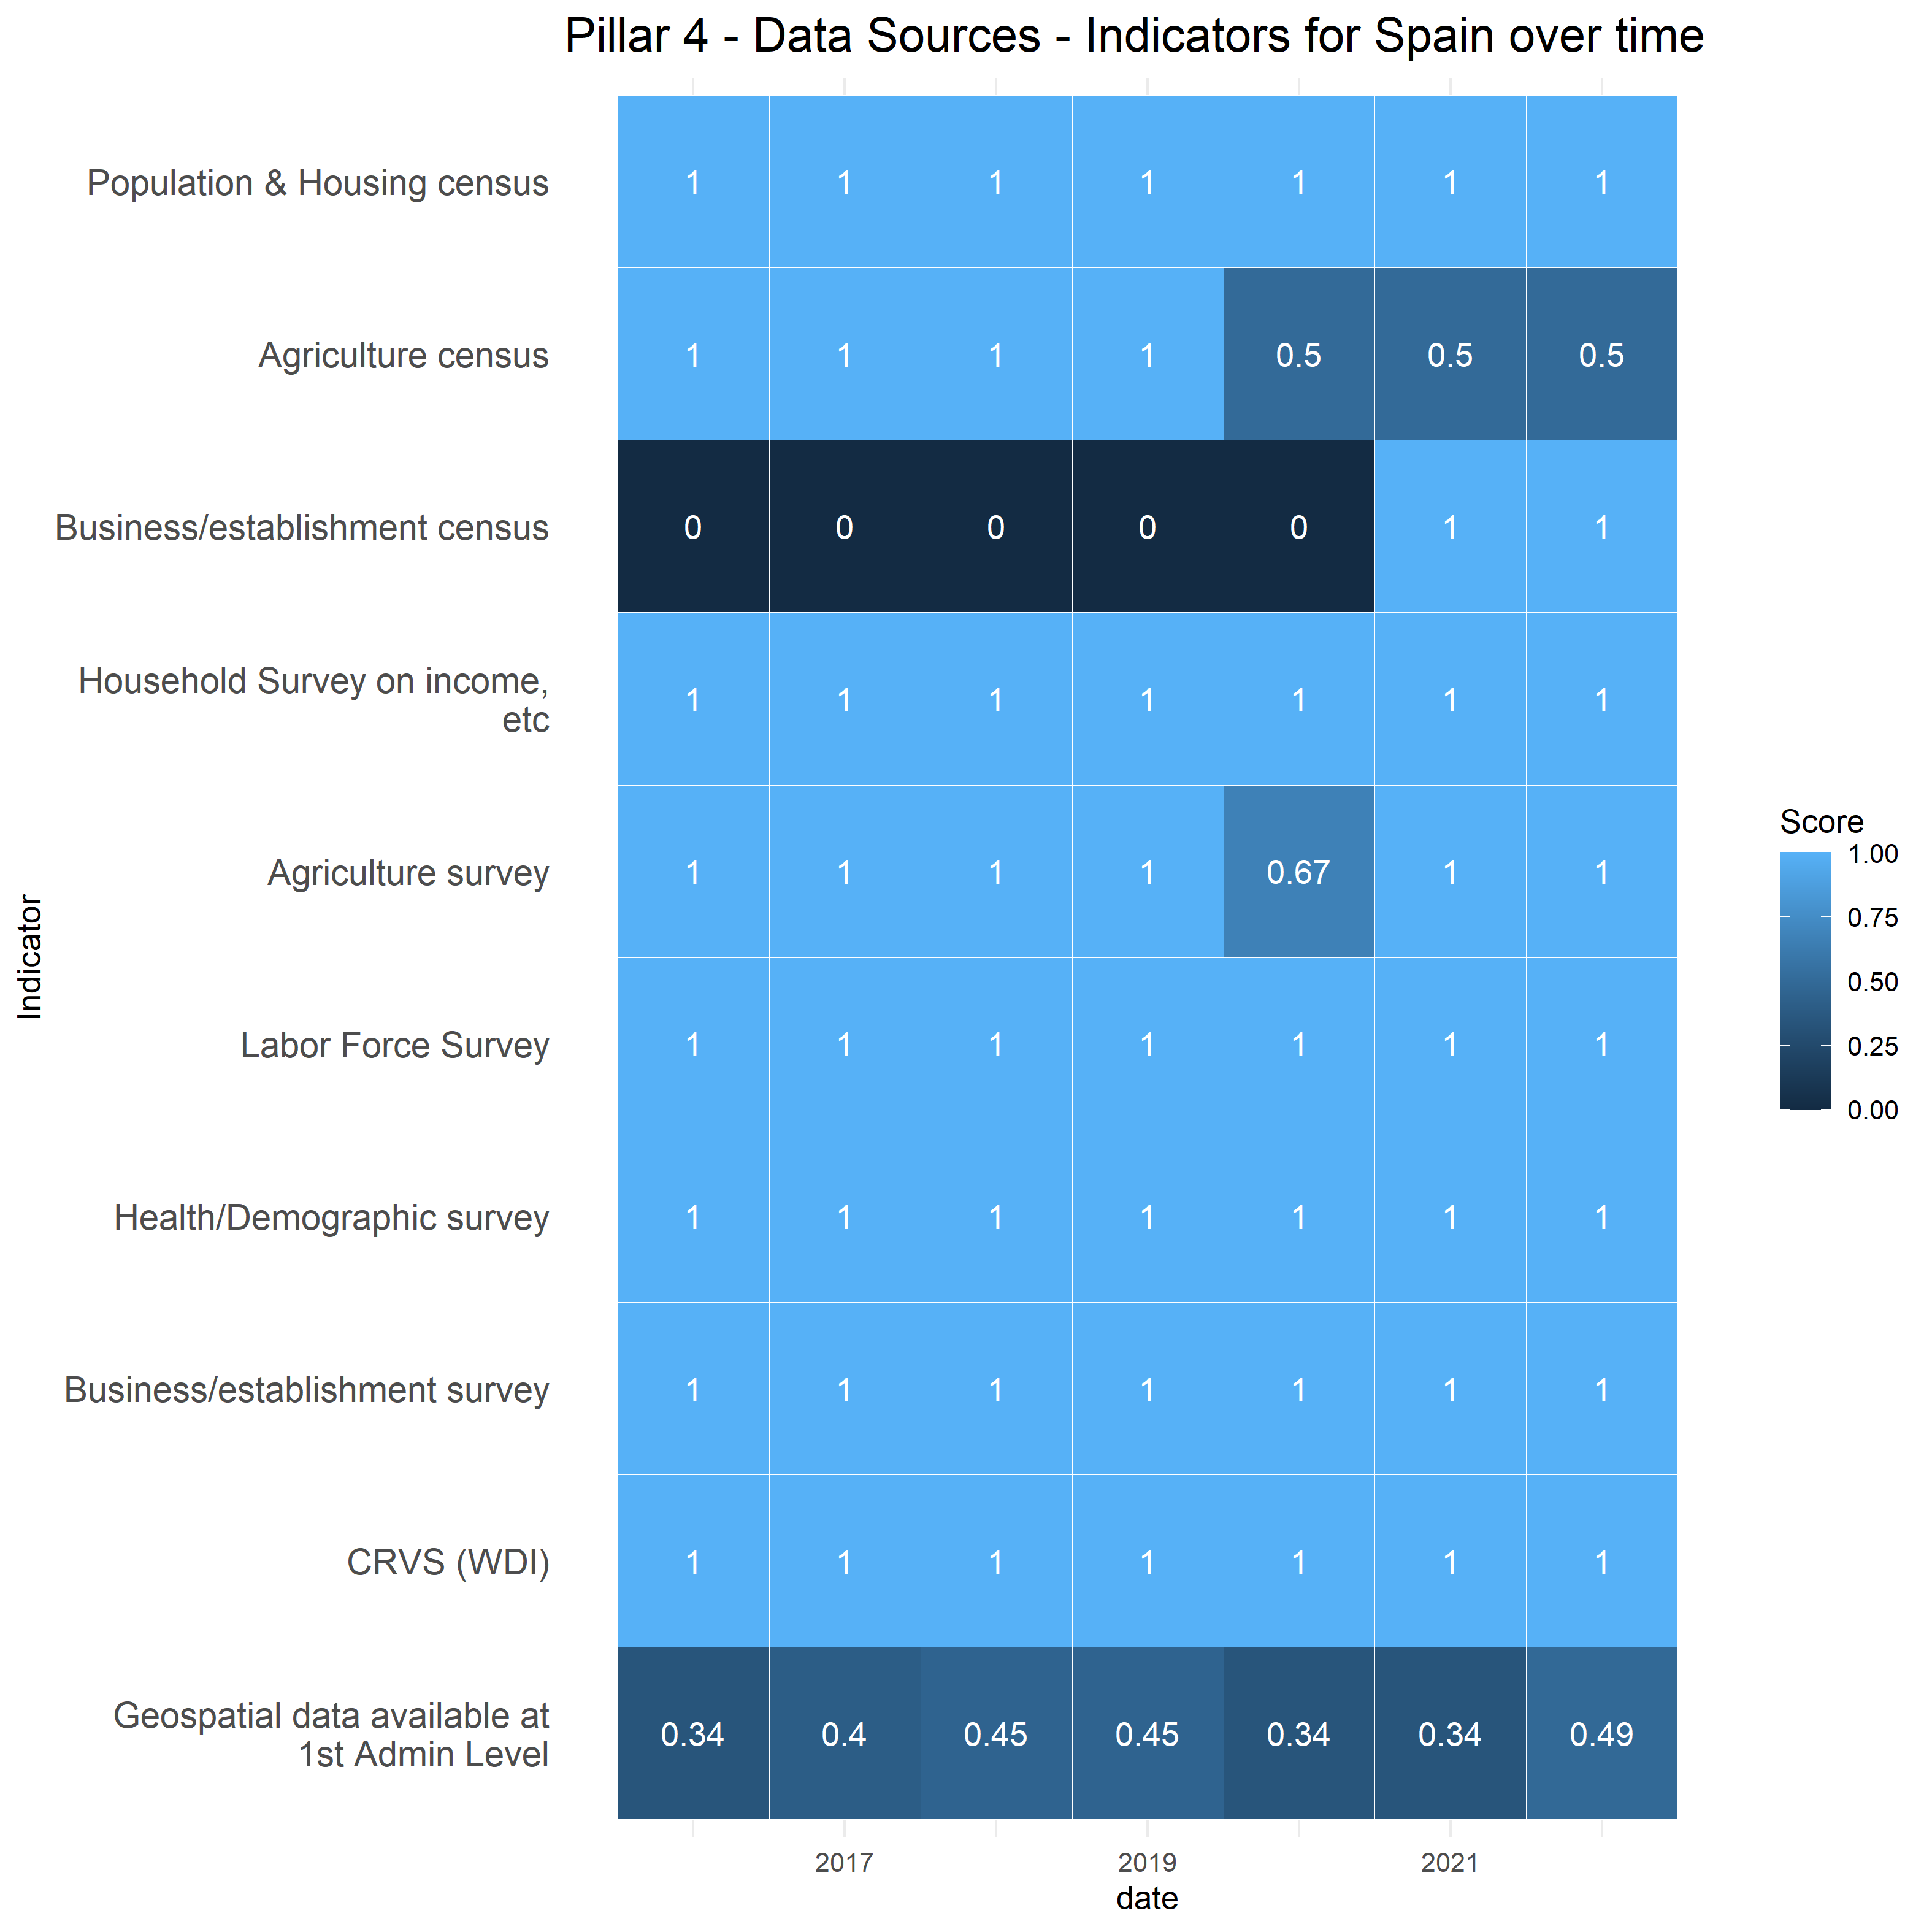 Pillar 4 - Data Sources - Indicators for Spain over time
Population & Housing census
1 1 1 1 1 1 1
Agriculture census
1 1 1 1 0.5 0.5 0.5
Business/establishment census
0 0 0 0 0 1 1
Household Survey on income,
etc
1 1 1 1 1 1 1
Agriculture survey
1 1 1 1 0.67 1 1
Labor Force Survey
1 1 1 1 1 1 1
Health/Demographic survey
1 1 1 1 1 1 1
Business/establishment survey
1 1 1 1 1 1 1
CRVS (WDI)
1 1 1 1 1 1 1
Geospatial data available at
1st Admin Level
0.34 0.4 0.45 0.45 0.34 0.34 0.49
2017 2019 2021
date
Indicator
Score
1.00
0.75
0.50
0.25
0.00